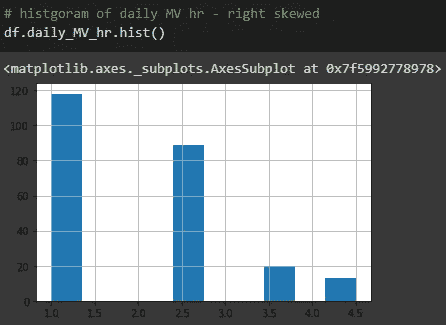 # histgoram of daily MV hr - right skewed
df.daily_MV_hr.hist()
<matplotlib.axes._subplots.AxesSubplot at 0x7f5992778978>
120
100
80
60
40
20
0
1.0 1.5 2.0 2.5 3.0 3.5 4.0 4.5